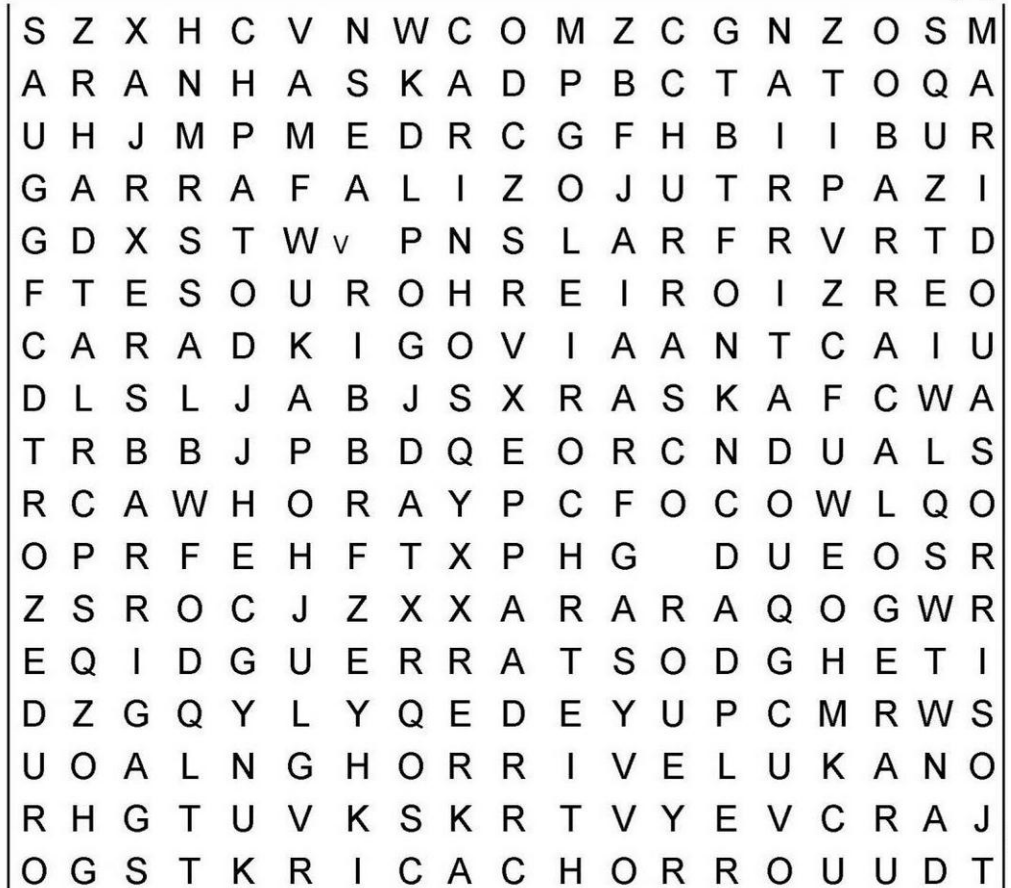 S Z X H C V N W C O M Z C G N Z O S M
A R A N H A S K A D P B C T A T O Q A
U H J M P M E D R C G F H B I I B U R
G A R R A F A L I Z O J U T R P A Z I
G D X S T W v P N S L A R F R V R T D
F T E S O U R O H R E I R O I Z R E O
C A R A D K I G O V I A A N T C A I U
D L S L J A B J S X R A S K A F C W A
T R B B J P B D Q E O R C N D U A L S
R C A W H O R A Y P C F O C O W L Q O
O P R F E H F T X P H G D U E O S R
Z S R O C J Z X X A R A R A Q O G W R
E Q I D G U E R R A T S O D G H E T I
D Z G Q Y L Y Q E D E Y U P C M R W S
U O A L N G H O R R I V E L U K A N O
R H G T U V K S K R T V Y E V C R A J
O G S T K R I C A C H O R R O U U D T